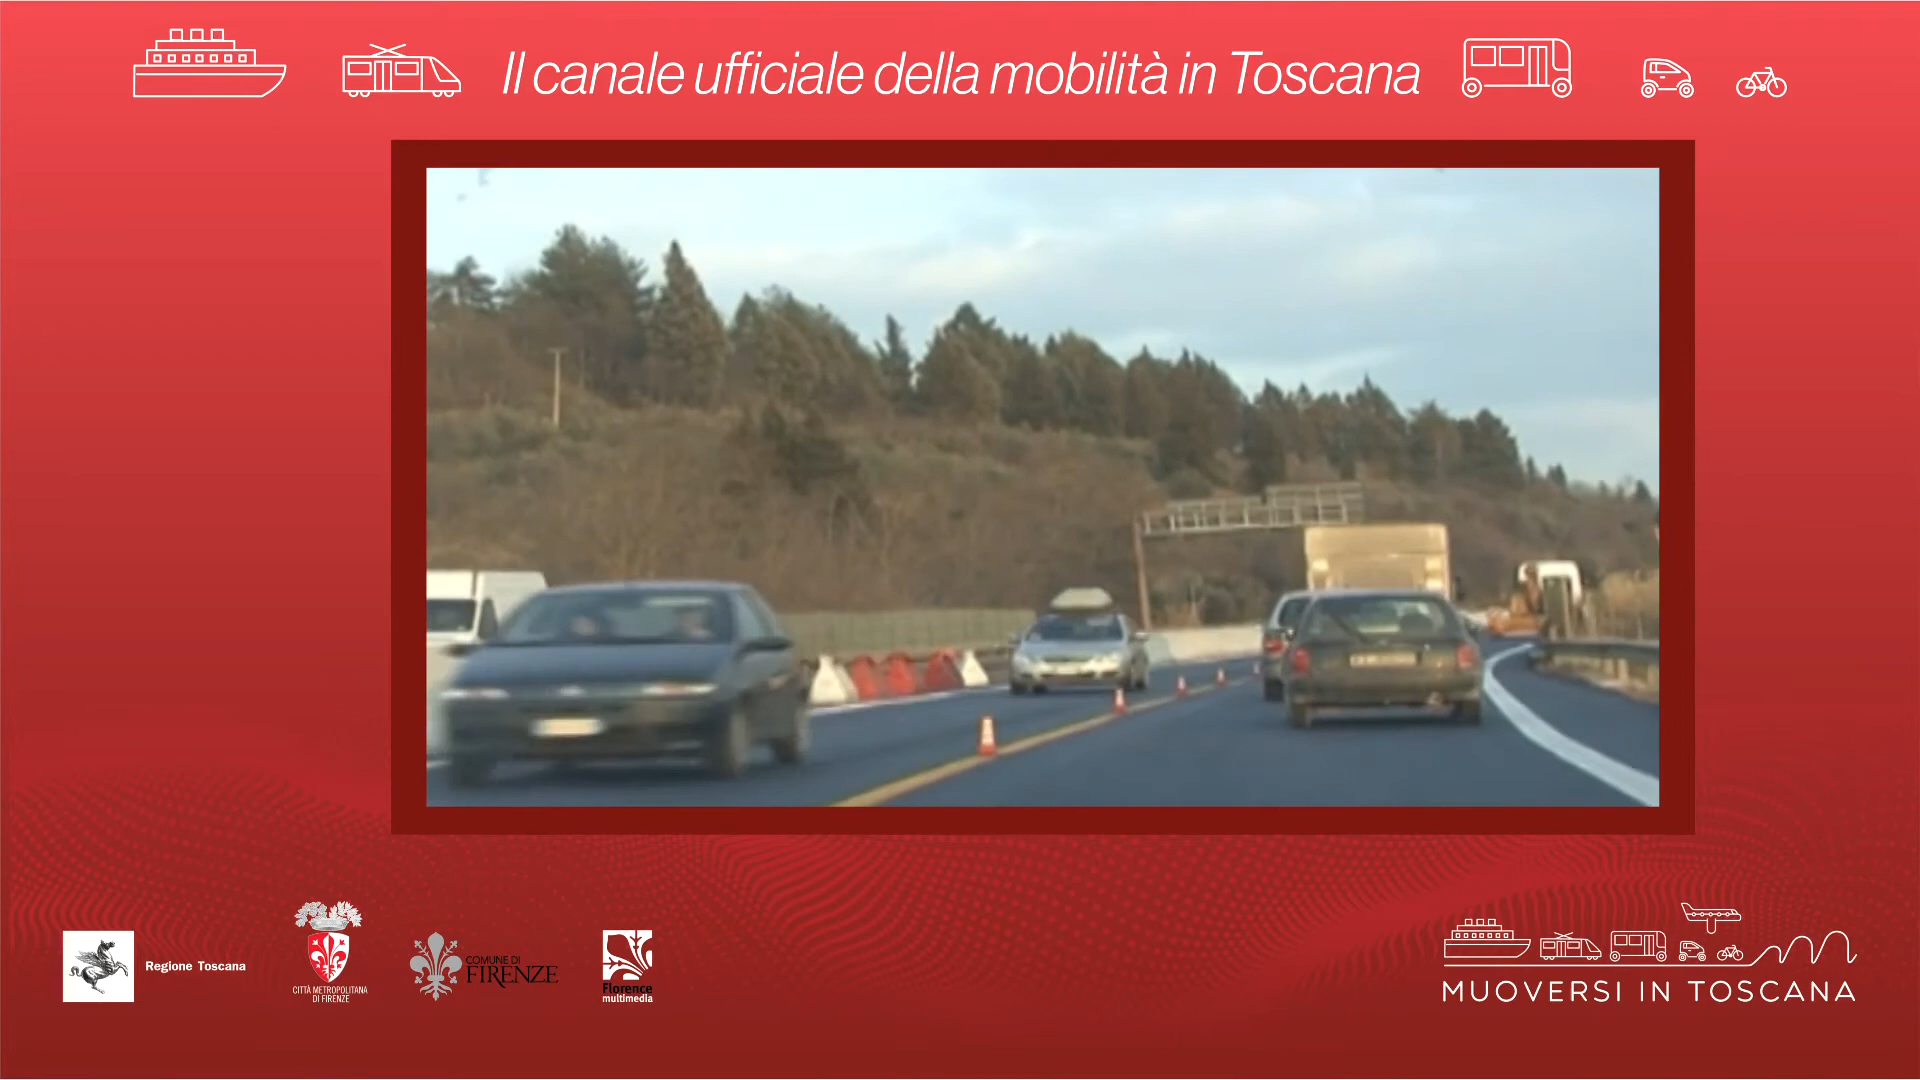 Il canale ufficiale della mobilità in Toscana
Regione Toscana
CITTÀ METROPOLITANA
DI FIRENZE
COMUNE DI
FIRENZE
Florence
multimedia
MUOVERSI IN TOSCANA